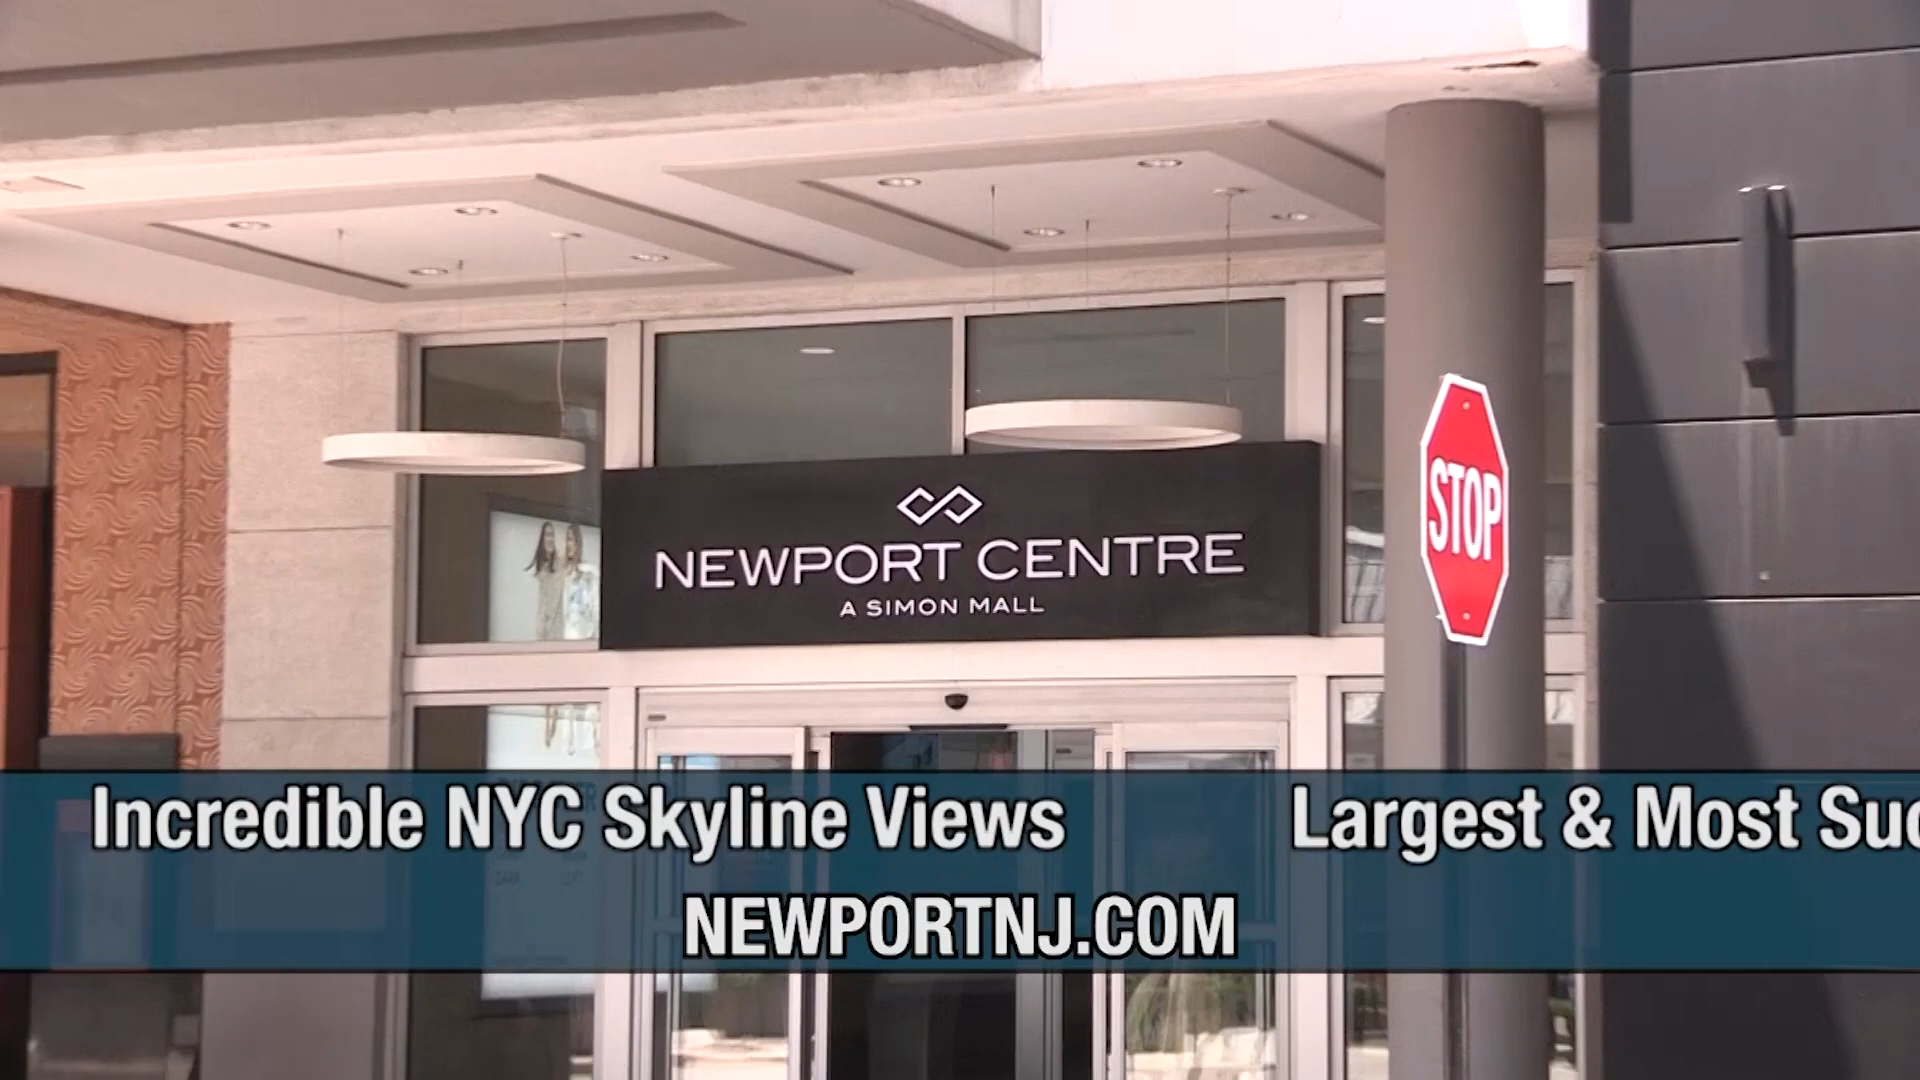 NEWPORT CENTRE
A SIMON MALL
STOP
Incredible NYC Skyline Views
Largest & Most
NEWPORTNJ.COM